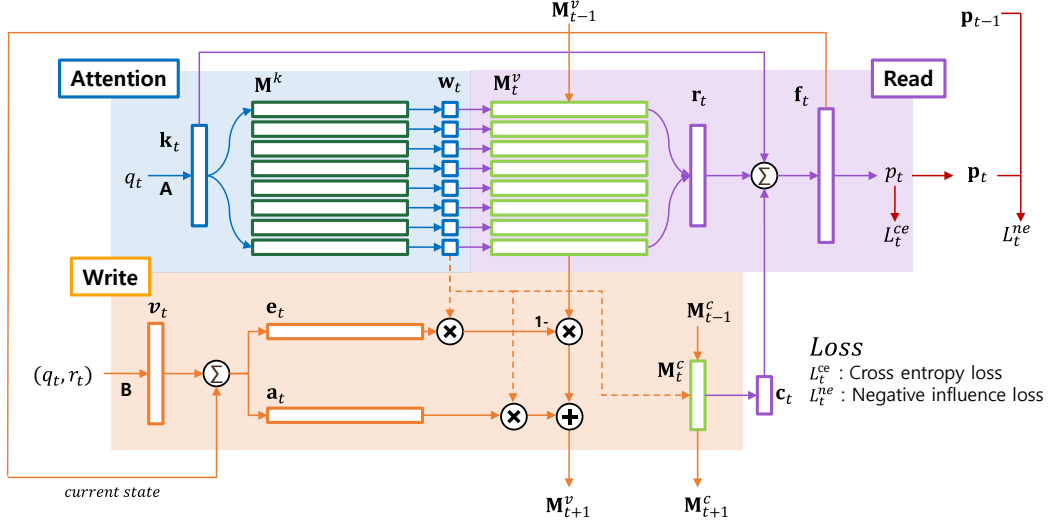 M^v_{t-1}
p_{t-1}
Attention
Read
M^k
w_t
M^v_t
r_t
f_t
k_t
q_t
A
Σ
p_t
p_t
L^{ce}_t
L^{ne}_t
Write
v_t
e_t
×
1-
×
M^c_{t-1}
(q_t, r_t)
B
Σ
a_t
×
+
M^c_t
c_t
Loss
L^{ce}_t : Cross entropy loss
L^{ne}_t : Negative influence loss
current state
M^v_{t+1}
M^c_{t+1}